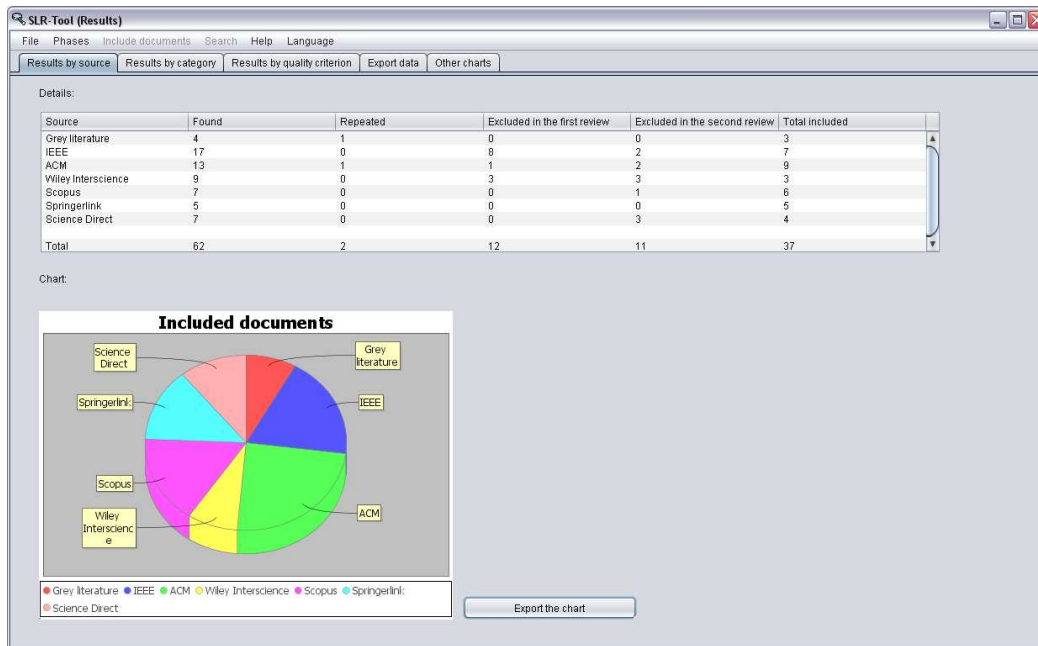 SLR-Tool (Results)
File Phases Include documents Search Help Language
Results by source Results by category Results by quality criterion Export data Other charts
Details:
Source Found Repeated Excluded in the first review Excluded in the second review Total included
Grey literature 4 1 0 0 3
IEEE 17 0 8 2 7
ACM 13 1 1 2 9
Wiley Interscience 9 0 3 3 3
Scopus 7 0 0 1 6
Springerlink 5 0 0 0 5
Science Direct 7 0 0 3 4
Total 62 2 12 11 37
Chart:
Included documents
Science
Direct
Grey
literature
Springerlink
IEEE
Scopus
Wiley
Interscienc
e
ACM
Grey literature IEEE ACM Wiley Interscience Scopus Springerlink
Science Direct
Export the chart